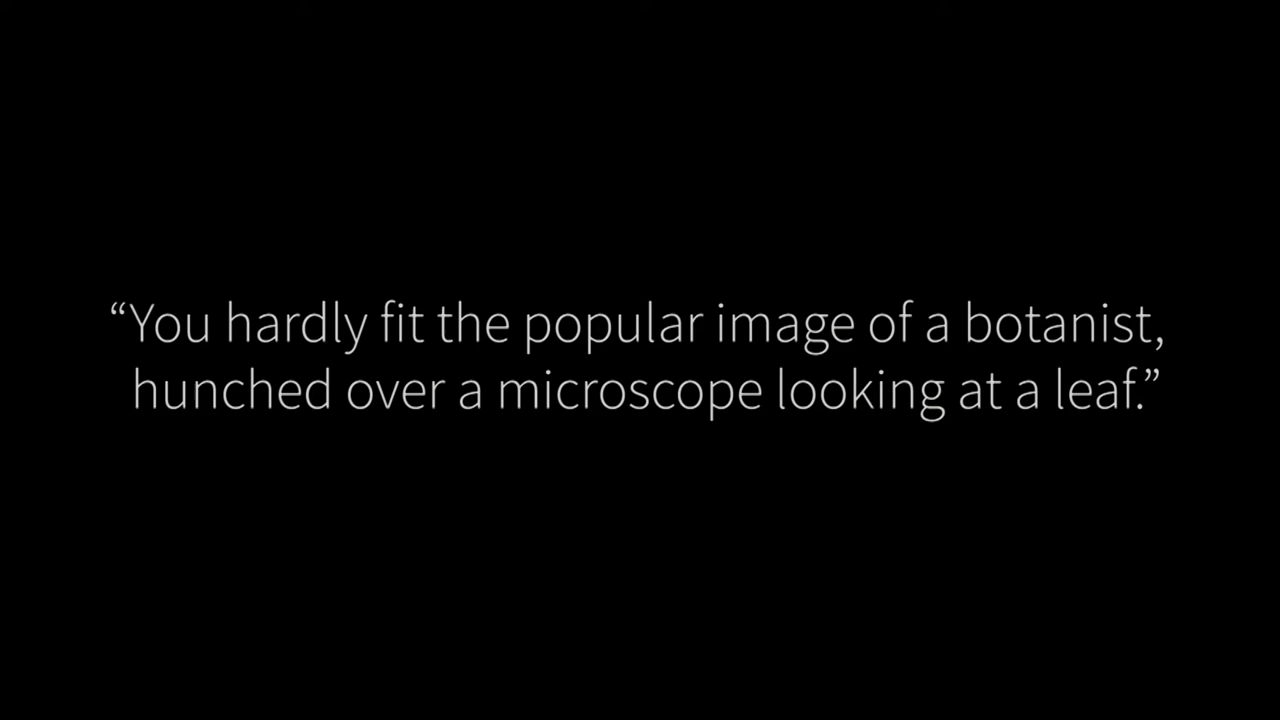 “You hardly fit the popular image of a botanist,
hunched over a microscope looking at a leaf.”